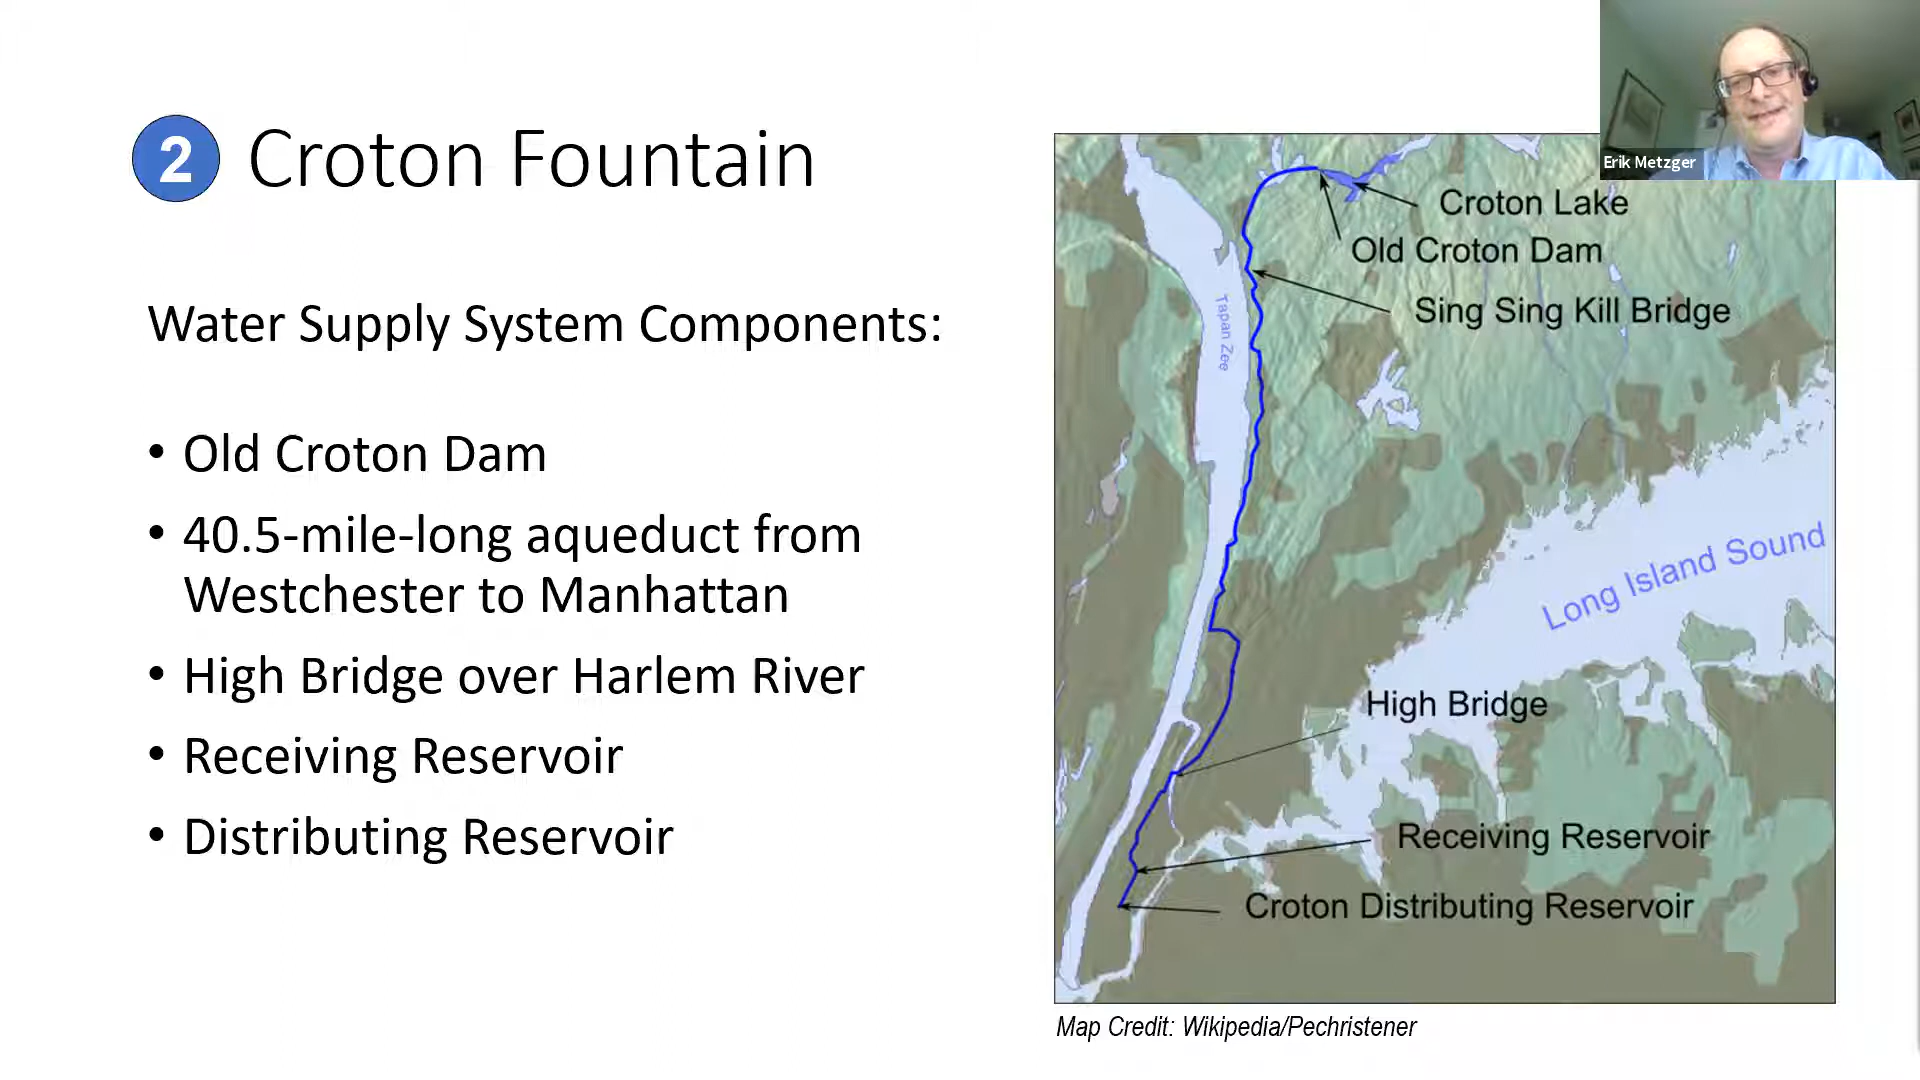 2 Croton Fountain
Water Supply System Components:
• Old Croton Dam
• 40.5-mile-long aqueduct from
Westchester to Manhattan
• High Bridge over Harlem River
• Receiving Reservoir
• Distributing Reservoir
Erik Metzger
Croton Lake
Old Croton Dam
Sing Sing Kill Bridge
Tapan Zee
Long Island Sound
High Bridge
Receiving Reservoir
Croton Distributing Reservoir
Map Credit: Wikipedia/Pechristener